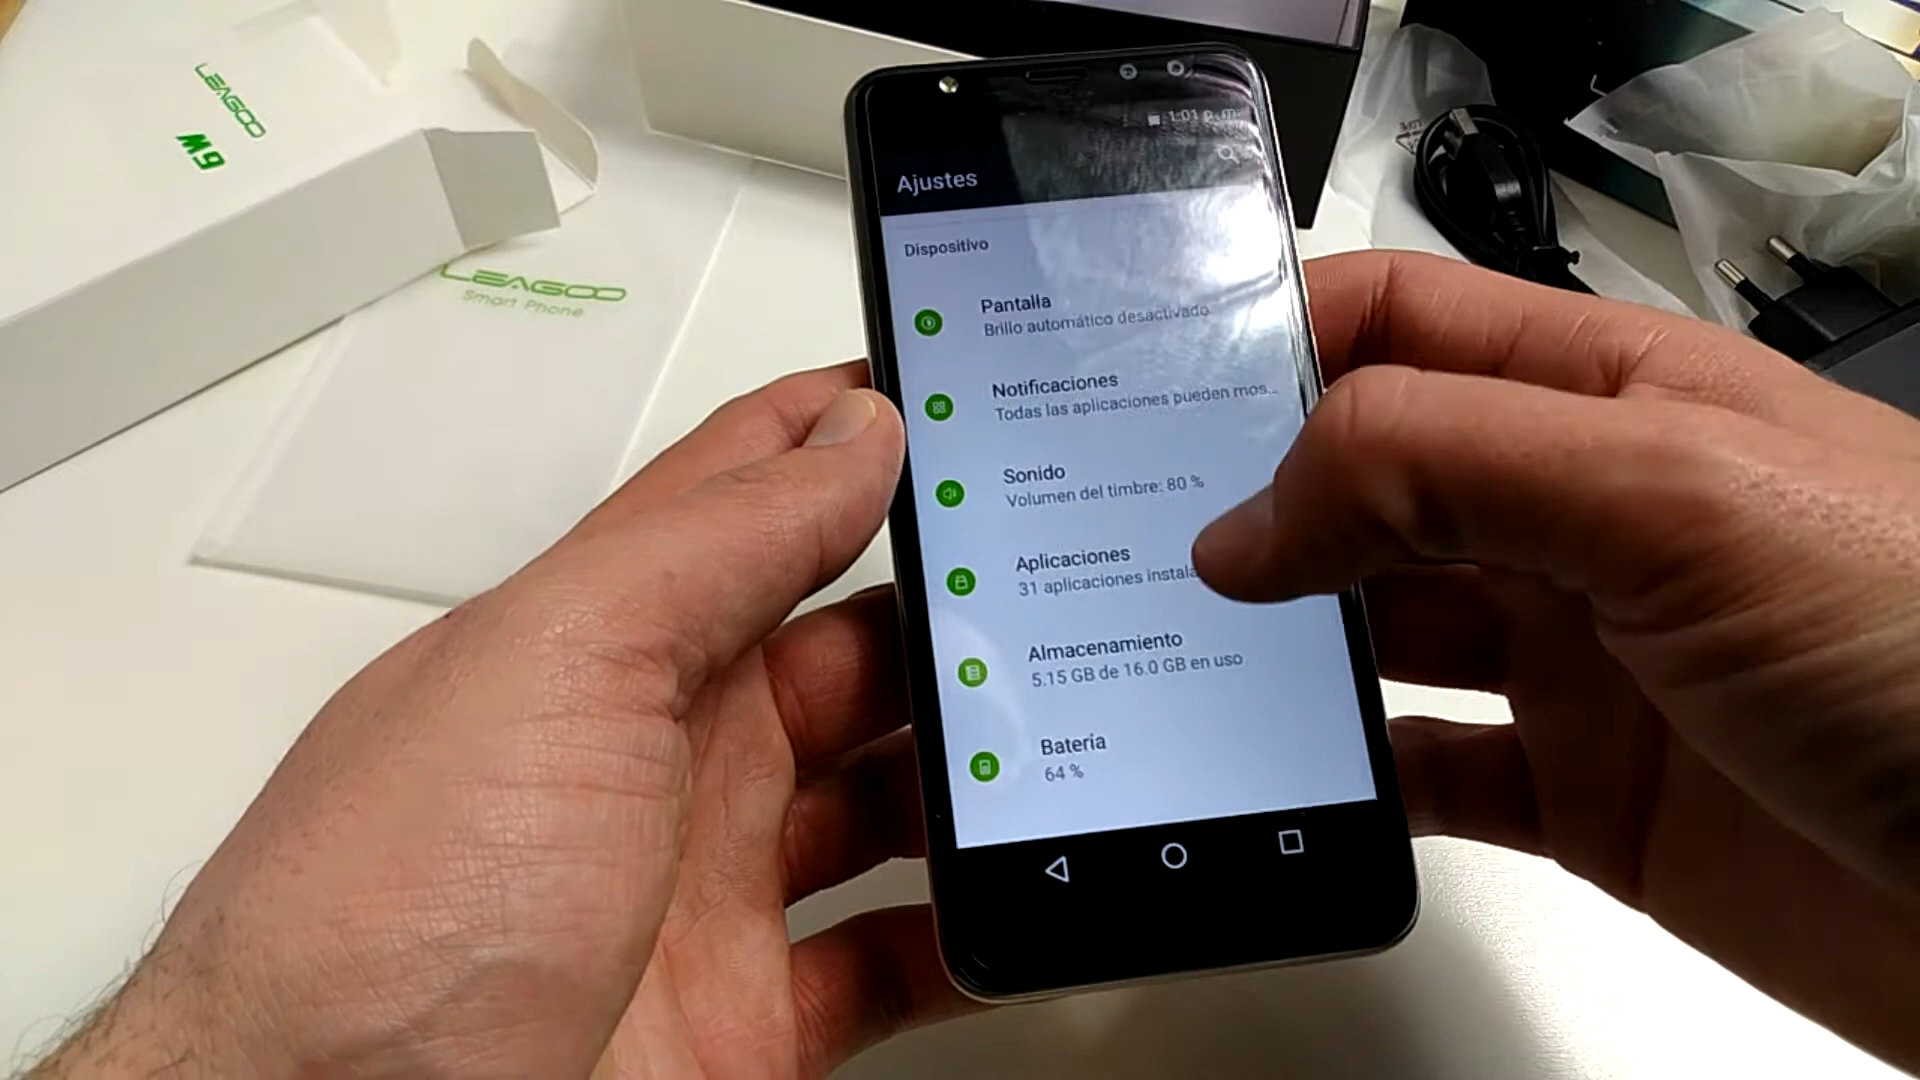 LEAGOO
M9
LEAGOO
Smart Phone
1:01 p. m.
Ajustes
Dispositivo
Pantalla
Brillo automático desactivado
Notificaciones
Todas las aplicaciones pueden mos...
Sonido
Volumen del timbre: 80 %
Aplicaciones
31 aplicaciones instala
Almacenamiento
5.15 GB de 16.0 GB en uso
Batería
64 %